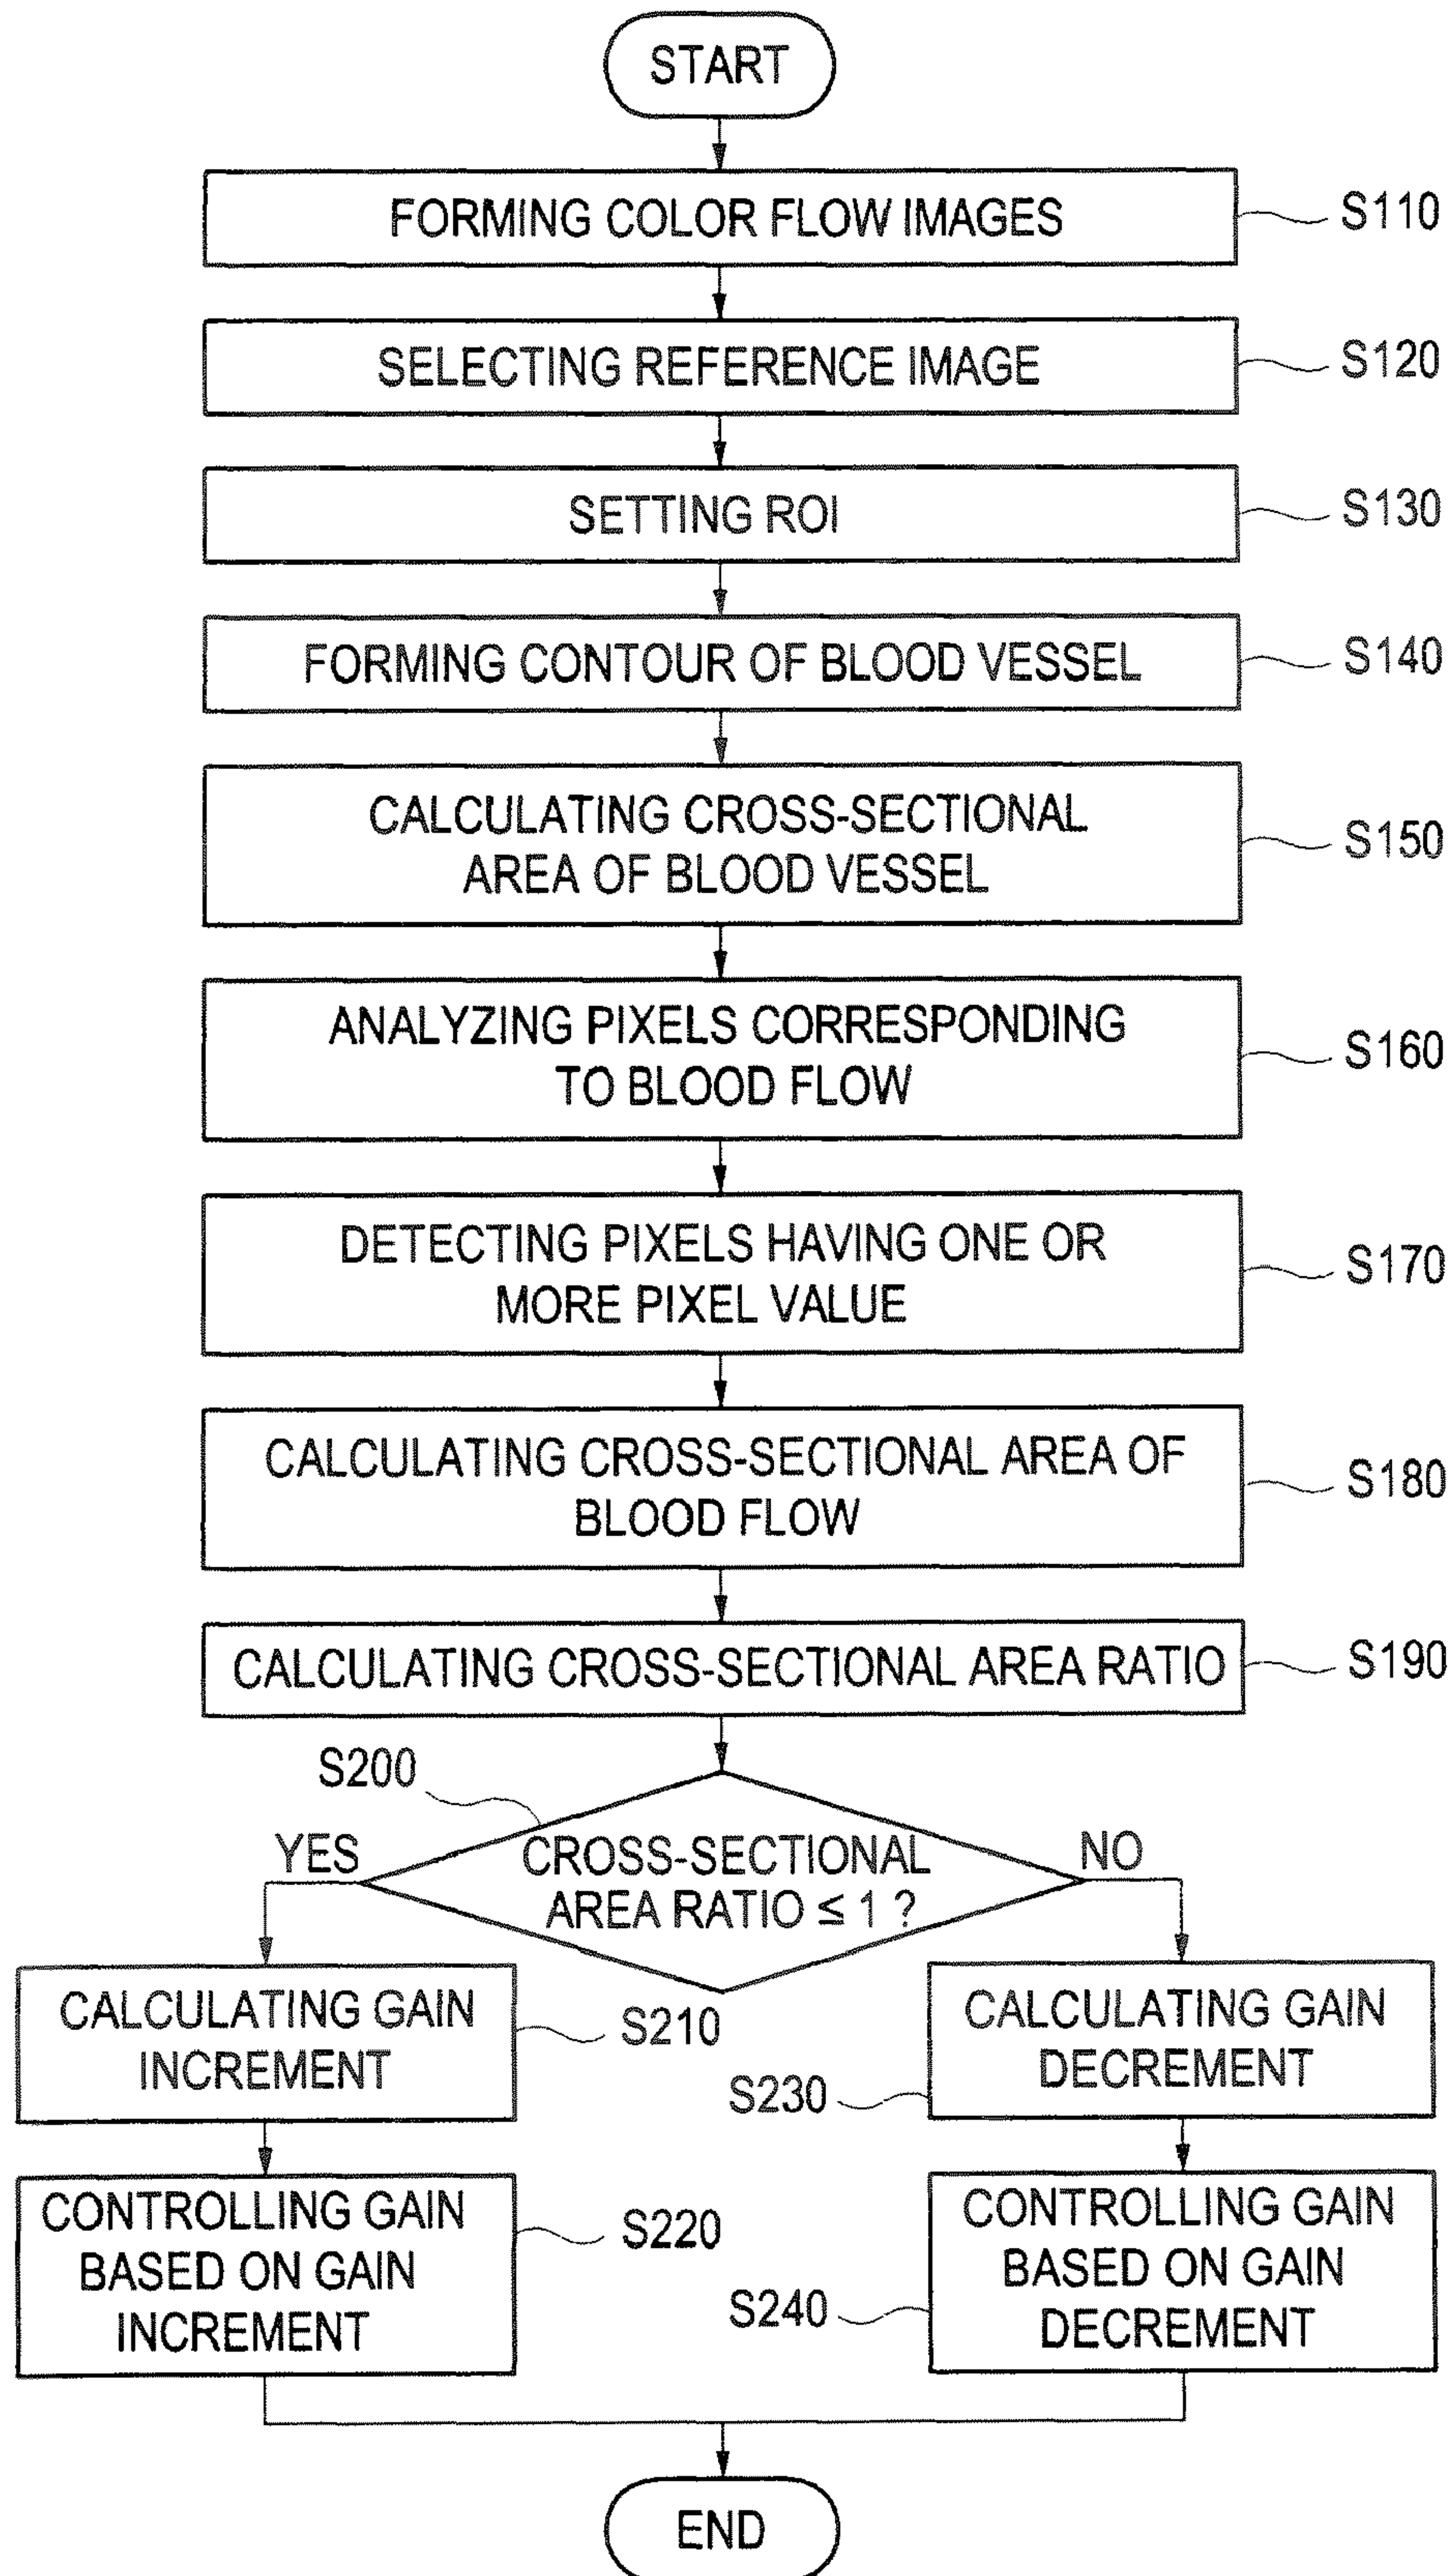 START
FORMING COLOR FLOW IMAGES
S110
SELECTING REFERENCE IMAGE
S120
SETTING ROI
S130
FORMING CONTOUR OF BLOOD VESSEL
S140
CALCULATING CROSS-SECTIONAL
AREA OF BLOOD VESSEL
S150
ANALYZING PIXELS CORRESPONDING
TO BLOOD FLOW
S160
DETECTING PIXELS HAVING ONE OR
MORE PIXEL VALUE
S170
CALCULATING CROSS-SECTIONAL AREA OF
BLOOD FLOW
S180
CALCULATING CROSS-SECTIONAL AREA RATIO
S190
S200
YES
CROSS-SECTIONAL
AREA RATIO ≤ 1 ?
NO
CALCULATING GAIN
INCREMENT
S210
CALCULATING GAIN
DECREMENT
S230
CONTROLLING GAIN
BASED ON GAIN
INCREMENT
S220
CONTROLLING GAIN
BASED ON GAIN
DECREMENT
S240
END